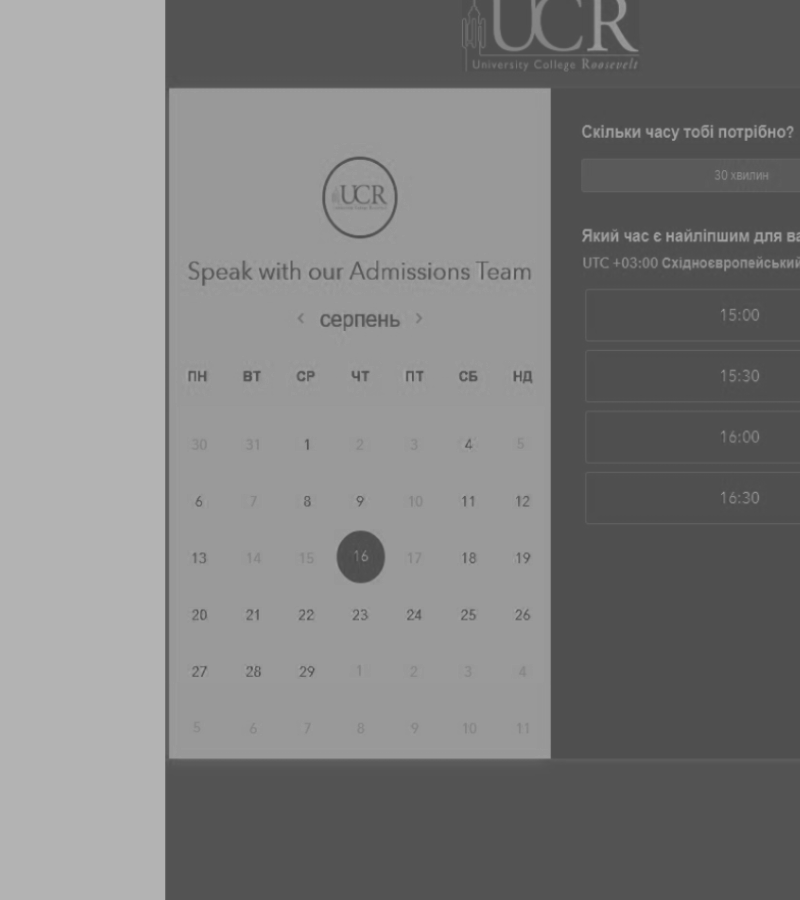 UCR
University College Roosevelt
UCR
Speak with our Admissions Team
‹ серпень ›
ПН ВТ СР ЧТ ПТ СБ НД
30 31 1 2 3 4 5
6 7 8 9 10 11 12
13 14 15 16 17 18 19
20 21 22 23 24 25 26
27 28 29 1 2 3 4
5 6 7 8 9 10 11
Скільки часу тобі потрібно?
30 хвилин
Який час є найліпшим для ва
UTC +03:00 Східноєвропейський
15:00
15:30
16:00
16:30